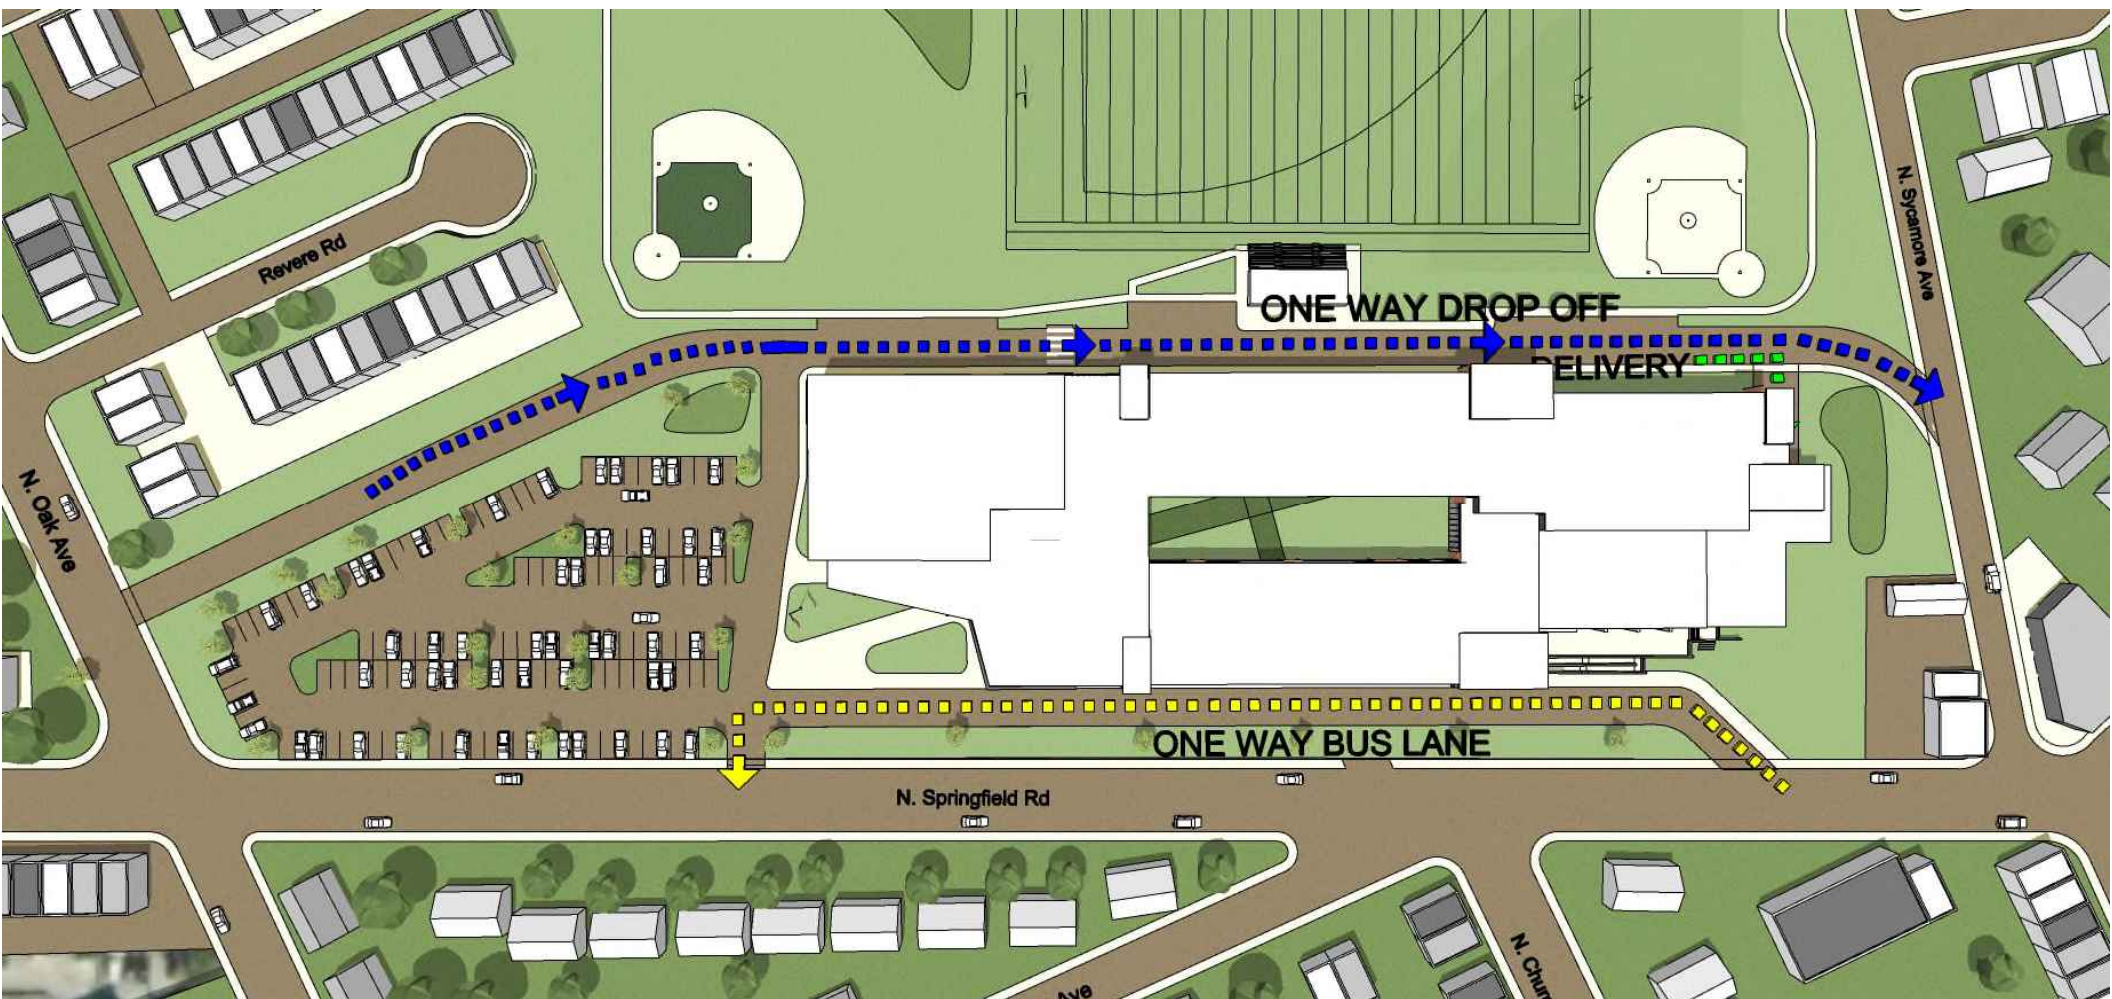 N. Sycamore Ave
Revere Rd
ONE WAY DROP OFF
DELIVERY
N. Oak Ave
ONE WAY BUS LANE
N. Springfield Rd
Ave